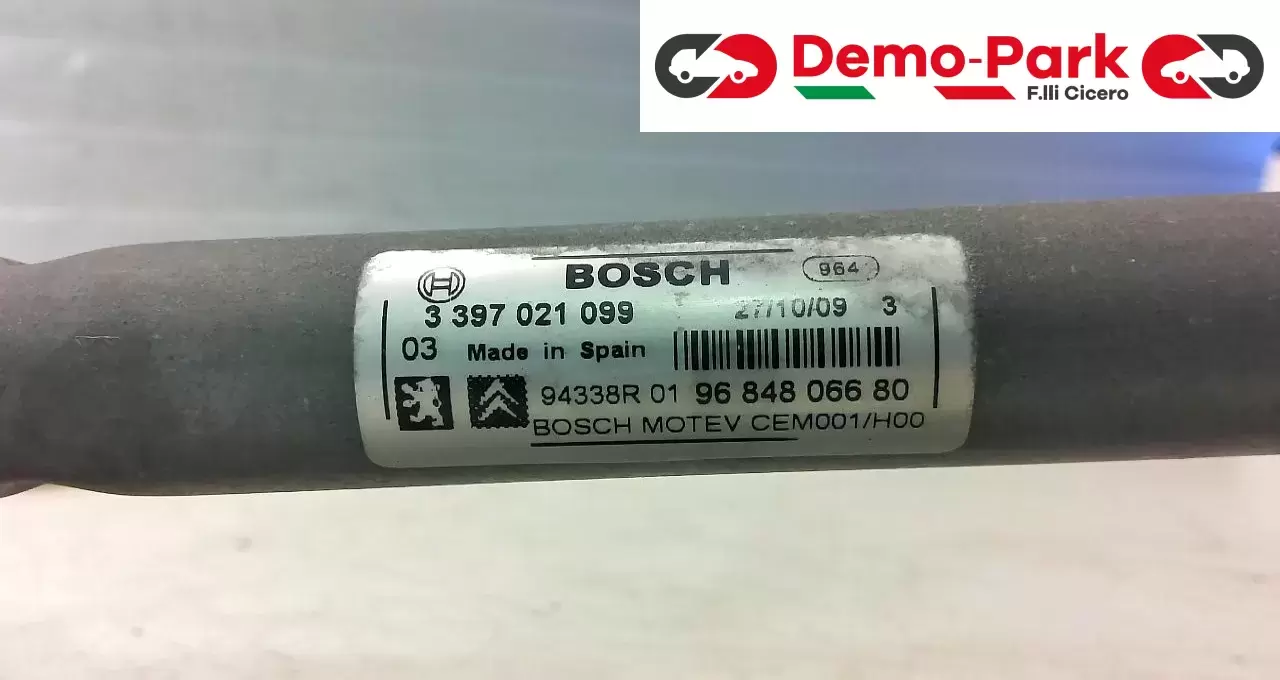 Demo-Park
F.lli Cicero
BOSCH 964
3 397 021 099 27/10/09 3
03 Made in Spain
94338R 01 96 848 066 80
BOSCH MOTEV CEM001/H00